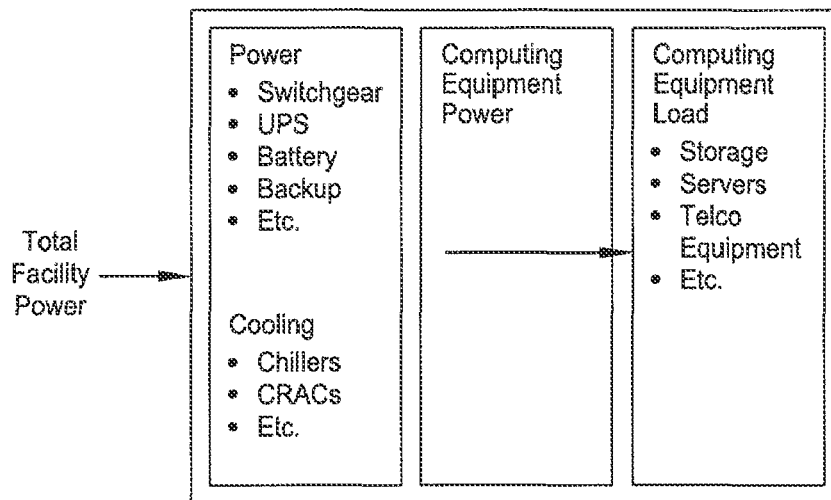 Total
Facility
Power
Power
• Switchgear
• UPS
• Battery
• Backup
• Etc.
Cooling
• Chillers
• CRACs
• Etc.
Computing
Equipment
Power
Computing
Equipment
Load
• Storage
• Servers
• Telco
Equipment
• Etc.